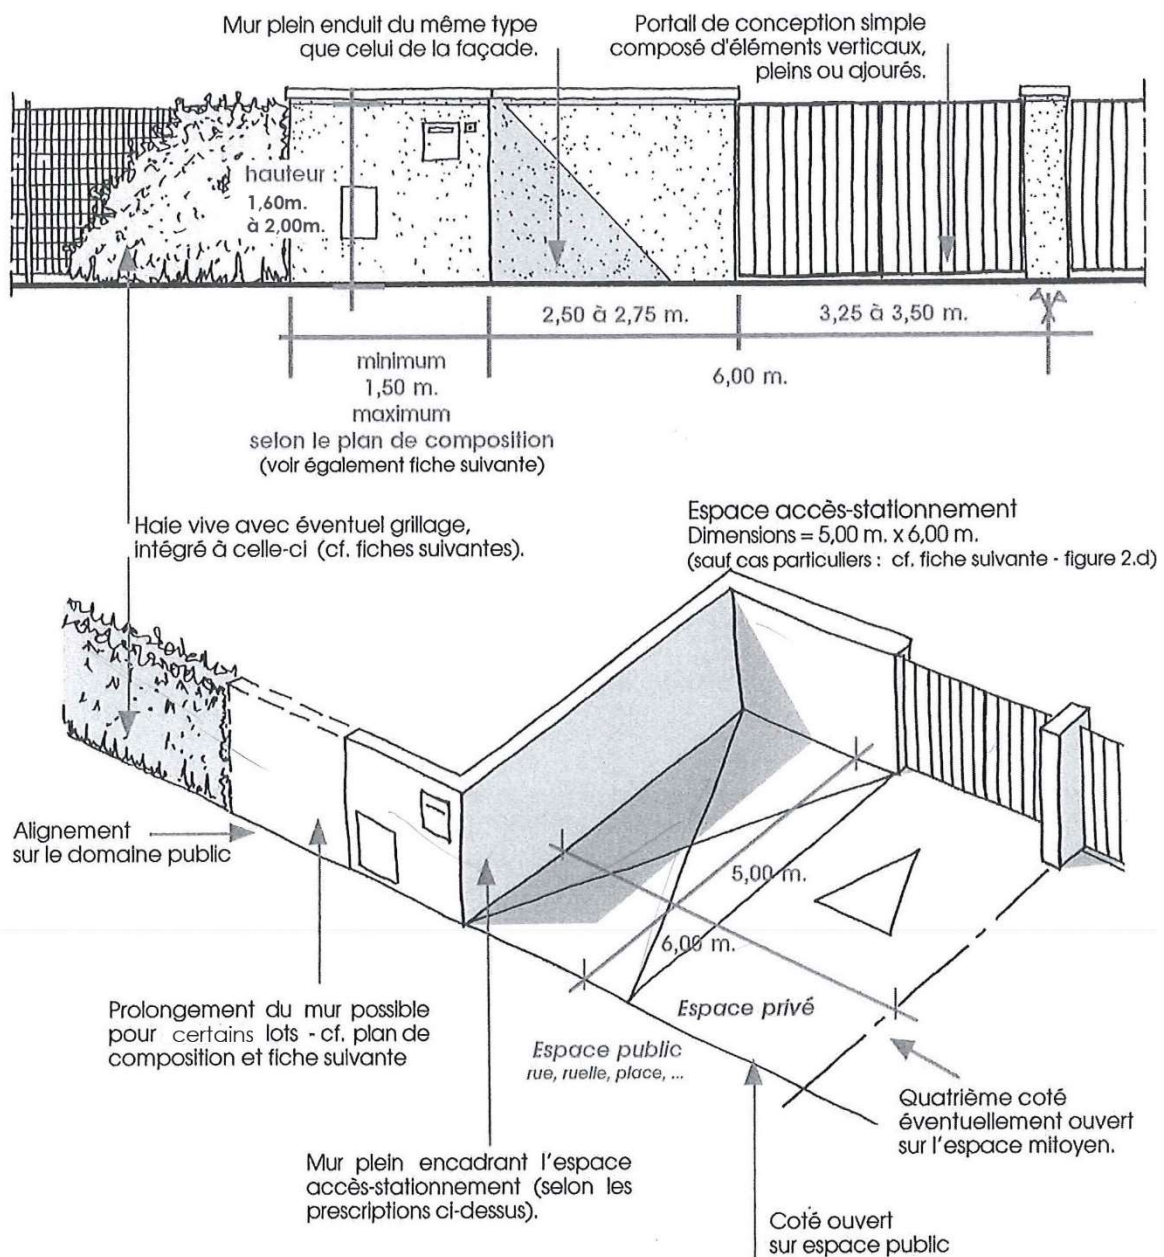 Mur plein enduit du même type
que celui de la façade.
Portail de conception simple
composé d'éléments verticaux,
pleins ou ajourés.
hauteur :
1,60m.
à 2,00m.
2,50 à 2,75 m.
3,25 à 3,50 m.
6,00 m.
minimum
1,50 m.
maximum
selon le plan de composition
(voir également fiche suivante)
Haie vive avec éventuel grillage,
intégré à celle-ci (cf. fiches suivantes).
Espace accès-stationnement
Dimensions = 5,00 m. x 6,00 m.
(sauf cas particuliers : cf. fiche suivante - figure 2.d)
Alignement
sur le domaine public
5,00 m.
6,00 m.
Espace privé
Espace public
rue, ruelle, place, ...
Prolongement du mur possible
pour certains lots - cf. plan de
composition et fiche suivante
Quatrième coté
éventuellement ouvert
sur l'espace mitoyen.
Mur plein encadrant l'espace
accès-stationnement (selon les
prescriptions ci-dessus).
Coté ouvert
sur espace public